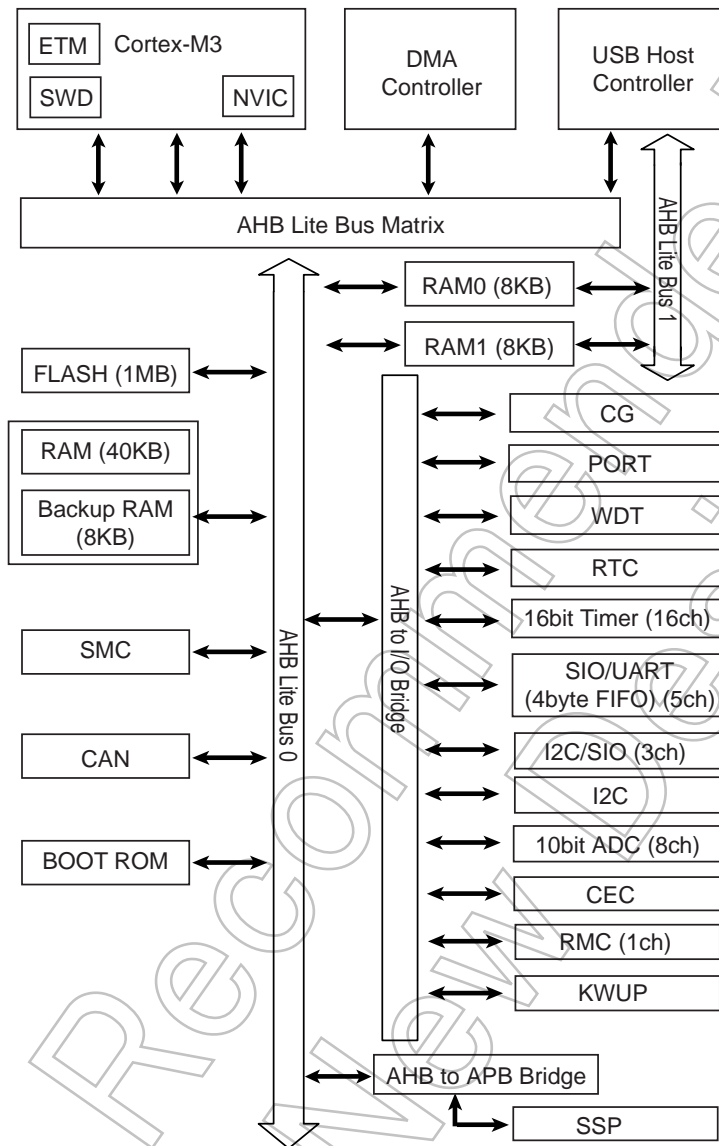 ETM
Cortex-M3
SWD
NVIC
DMA
Controller
USB Host
Controller
AHB Lite Bus Matrix
AHB Lite Bus 1
RAM0 (8KB)
RAM1 (8KB)
FLASH (1MB)
RAM (40KB)
Backup RAM
(8KB)
SMC
CAN
BOOT ROM
AHB Lite Bus 0
AHB to I/O Bridge
CG
PORT
WDT
RTC
16bit Timer (16ch)
SIO/UART
(4byte FIFO) (5ch)
I2C/SIO (3ch)
I2C
10bit ADC (8ch)
CEC
RMC (1ch)
KWUP
AHB to APB Bridge
SSP
Recommende
New De